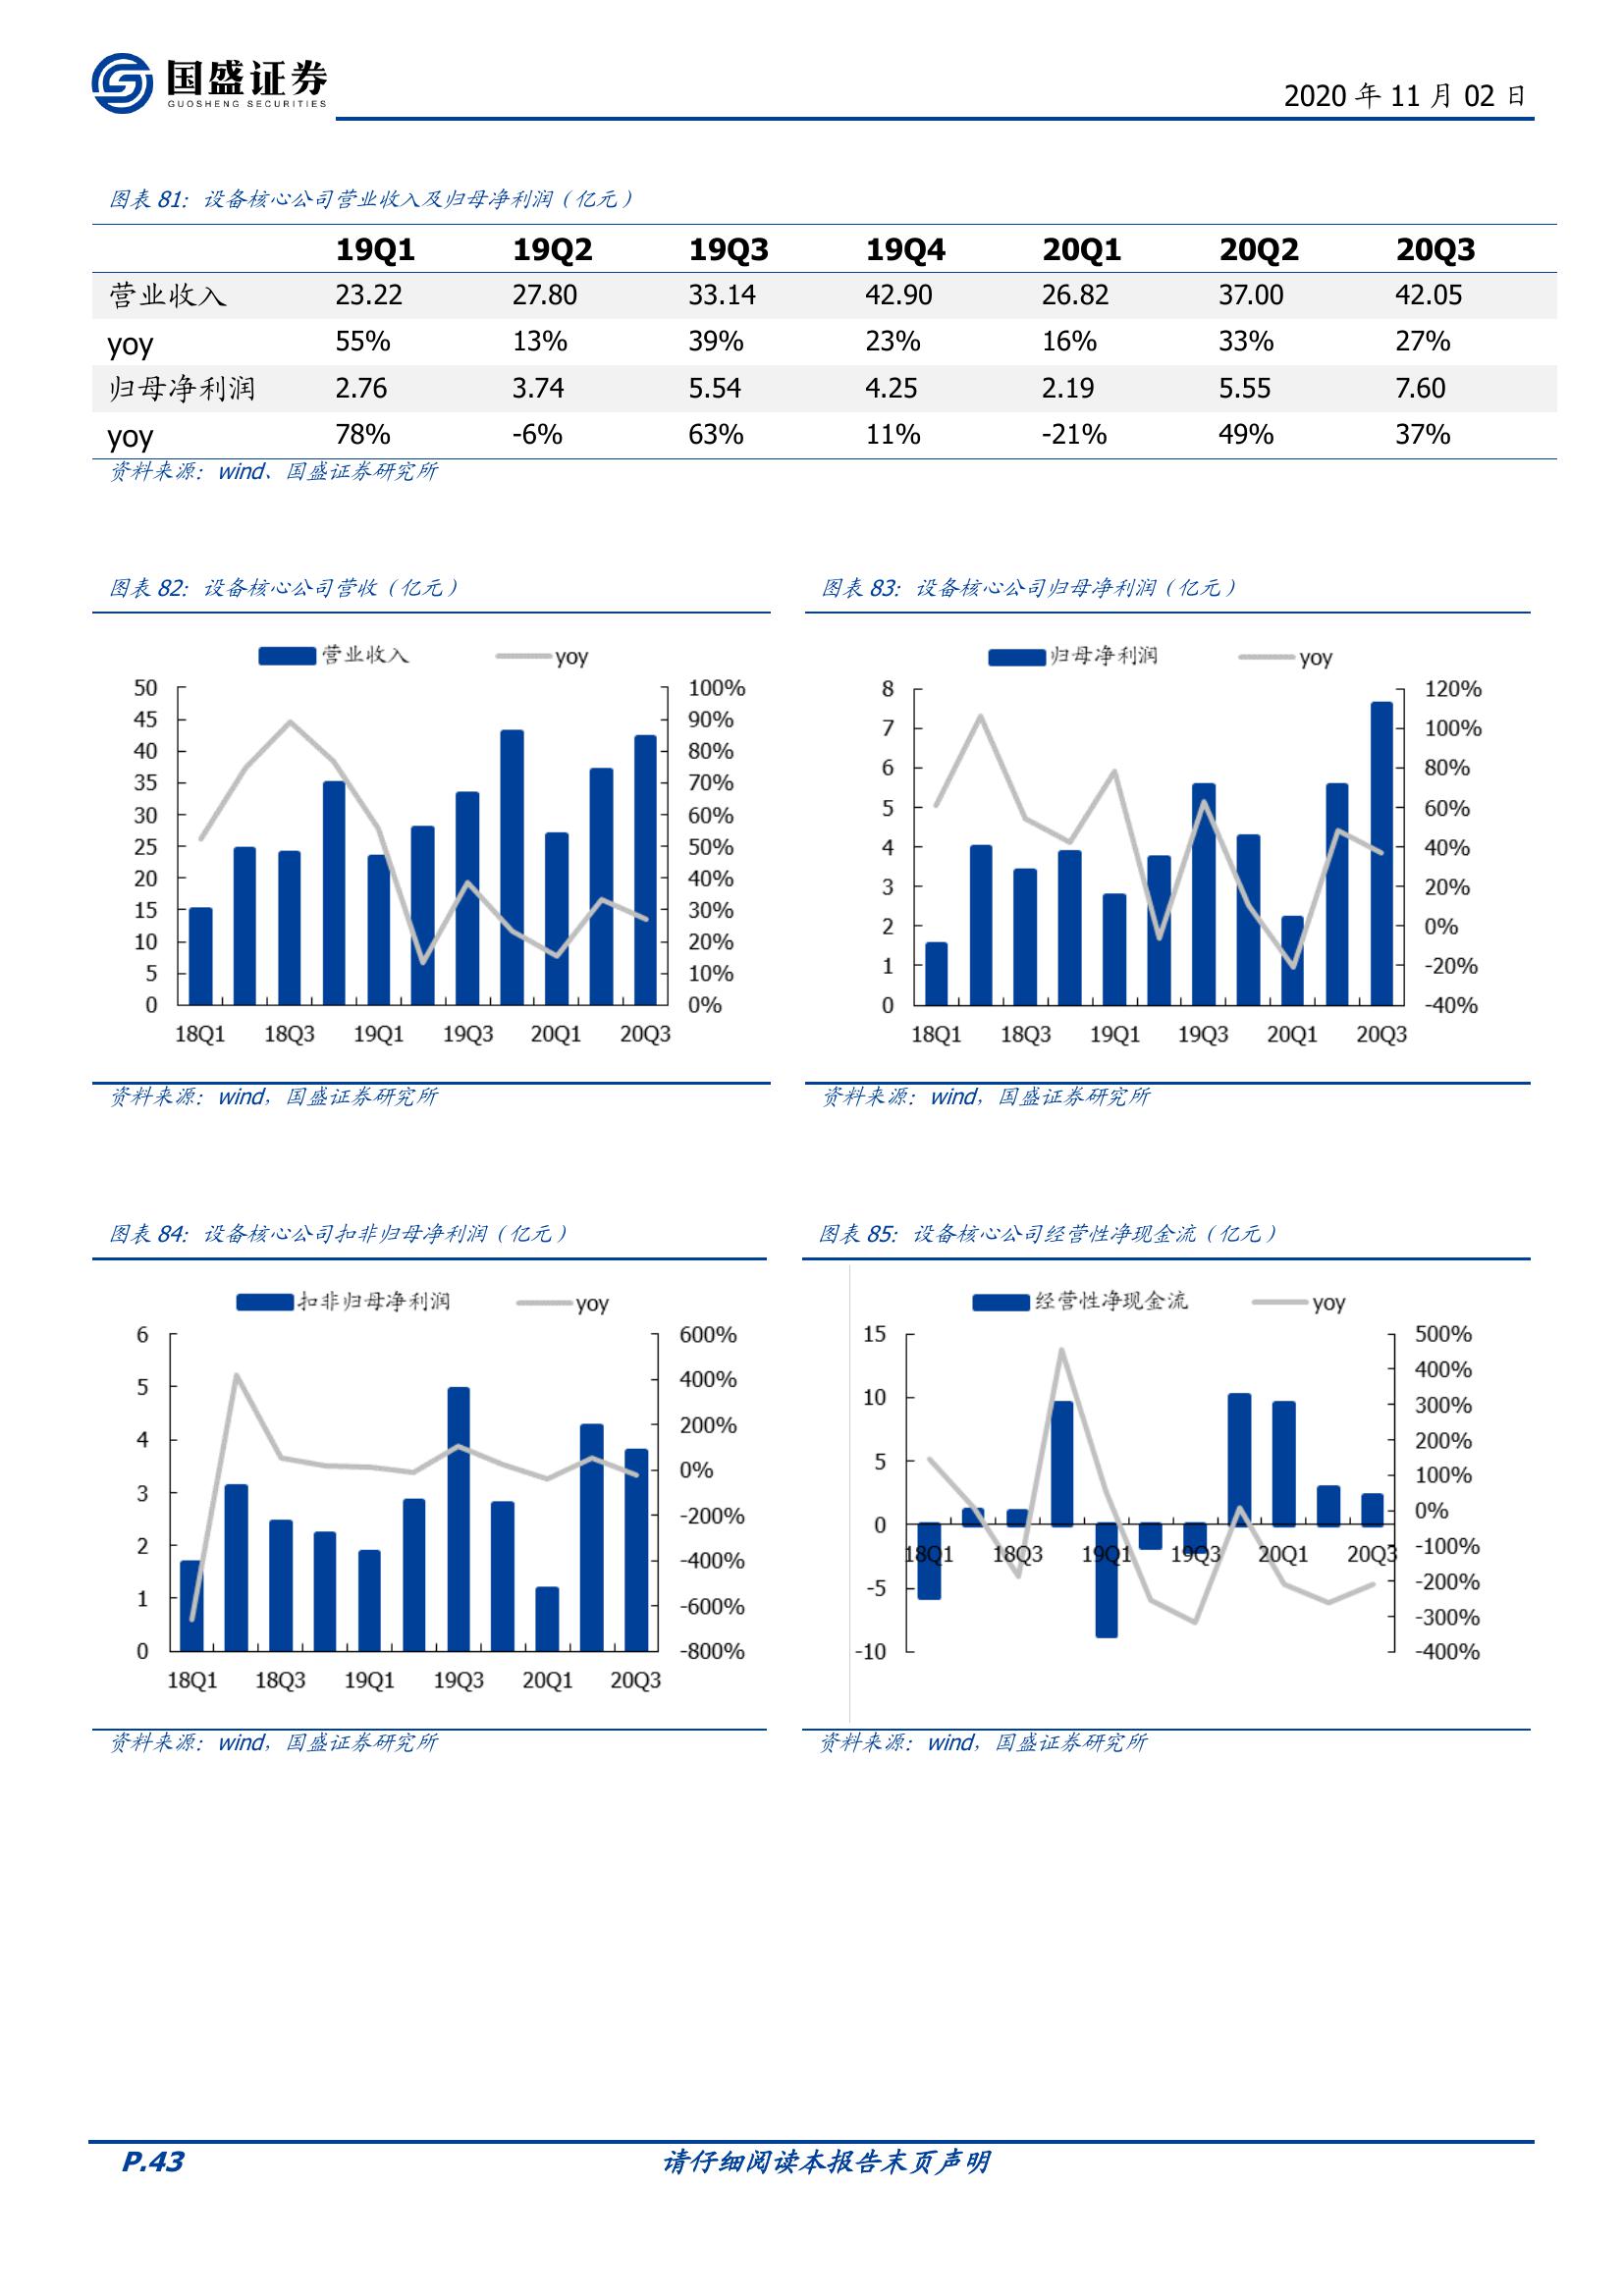 国盛证券
GUOSHENG SECURITIES
2020 年 11 月 02 日
图表 81：设备核心公司营业收入及归母净利润（亿元）
19Q1 19Q2 19Q3 19Q4 20Q1 20Q2 20Q3
营业收入 23.22 27.80 33.14 42.90 26.82 37.00 42.05
yoy 55% 13% 39% 23% 16% 33% 27%
归母净利润 2.76 3.74 5.54 4.25 2.19 5.55 7.60
yoy 78% -6% 63% 11% -21% 49% 37%
资料来源：wind、国盛证券研究所
图表 82：设备核心公司营收（亿元）
营业收入 yoy
50 100%
45 90%
40 80%
35 70%
30 60%
25 50%
20 40%
15 30%
10 20%
5 10%
0 0%
18Q1 18Q3 19Q1 19Q3 20Q1 20Q3
资料来源：wind，国盛证券研究所
图表 83：设备核心公司归母净利润（亿元）
归母净利润 yoy
8 120%
7 100%
6 80%
5 60%
4 40%
3 20%
2 0%
1 -20%
0 -40%
18Q1 18Q3 19Q1 19Q3 20Q1 20Q3
资料来源：wind，国盛证券研究所
图表 84：设备核心公司扣非归母净利润（亿元）
扣非归母净利润 yoy
6 600%
5 400%
4 200%
3 0%
2 -200%
1 -400%
0 -600%
-800%
18Q1 18Q3 19Q1 19Q3 20Q1 20Q3
资料来源：wind，国盛证券研究所
图表 85：设备核心公司经营性净现金流（亿元）
经营性净现金流 yoy
15 500%
10 400%
5 300%
0 200%
-5 100%
-10 0%
-100%
-200%
-300%
-400%
18Q1 18Q3 19Q1 19Q3 20Q1 20Q3
资料来源：wind，国盛证券研究所
P.43 请仔细阅读本报告末页声明